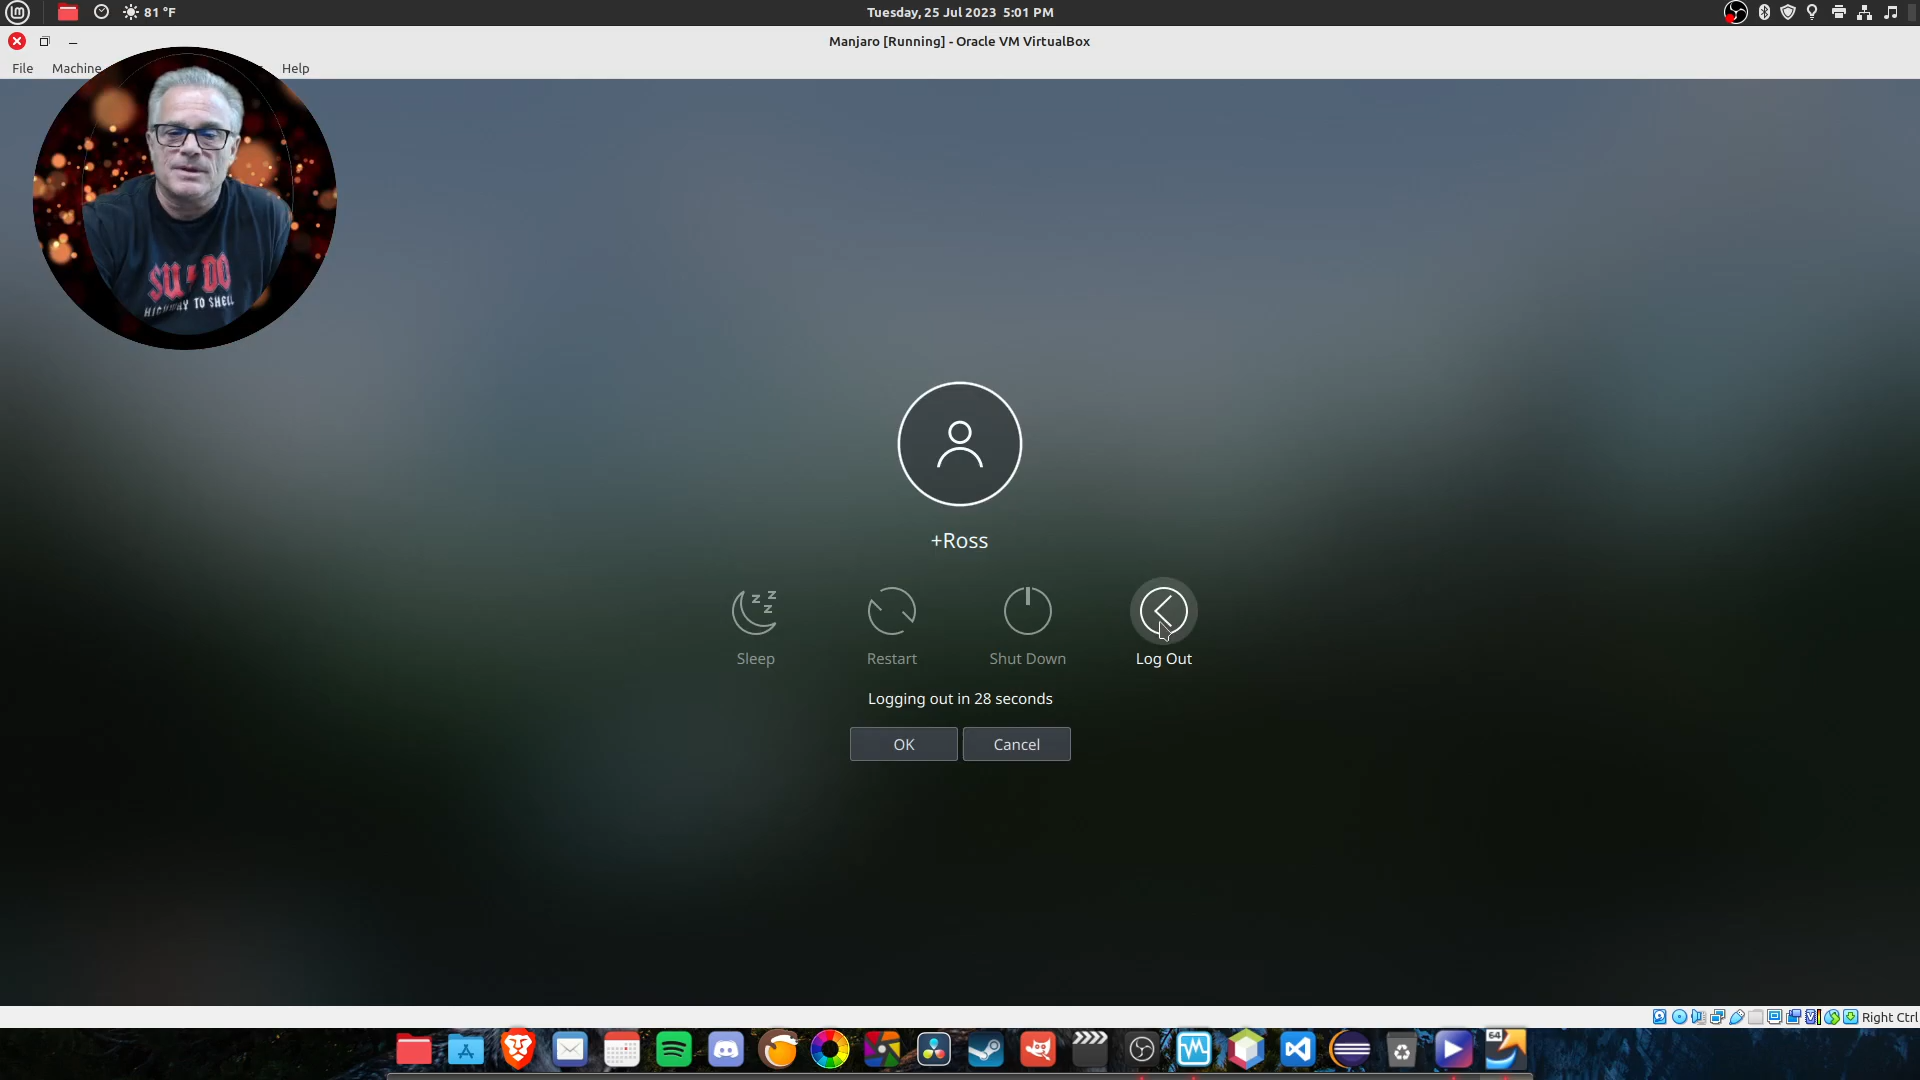 81 °F
Tuesday, 25 Jul 2023 5:01 PM
Manjaro [Running] - Oracle VM VirtualBox
File Machine Help
SU DO
HIGHWAY TO SHELL
+Ross
Sleep Restart Shut Down Log Out
Logging out in 28 seconds
OK Cancel
Right Ctrl
64